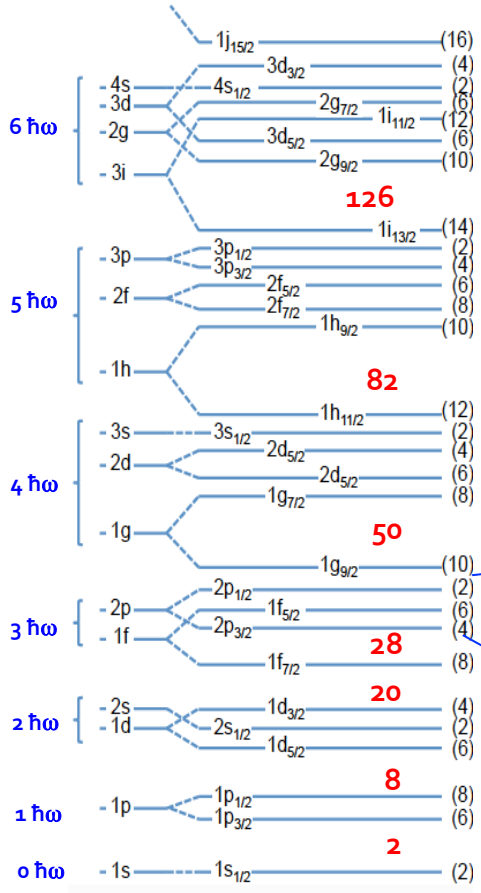 1j15/2 (16)
3d3/2 (4)
4s 4s1/2 (2)
3d 2g7/2 (6)
6 ħω 2g 1i11/2 (12)
3d5/2 (6)
2g9/2 (10)
3i
126
1i13/2 (14)
3p 3p1/2 (2)
3p3/2 (4)
5 ħω 2f 2f5/2 (6)
2f7/2 (8)
1h9/2 (10)
1h 82
1h11/2 (12)
3s 3s1/2 (2)
2d 2d5/2 (4)
4 ħω 2d5/2 (6)
1g7/2 (8)
1g 50
1g9/2 (10)
2p 2p1/2 (2)
1f5/2 (6)
3 ħω 1f 2p3/2 (4)
28
1f7/2 (8)
20
2s 1d3/2 (4)
2 ħω 1d 2s1/2 (2)
1d5/2 (6)
8
1p 1p1/2 (8)
1 ħω 1p3/2 (6)
2
0 ħω 1s 1s1/2 (2)